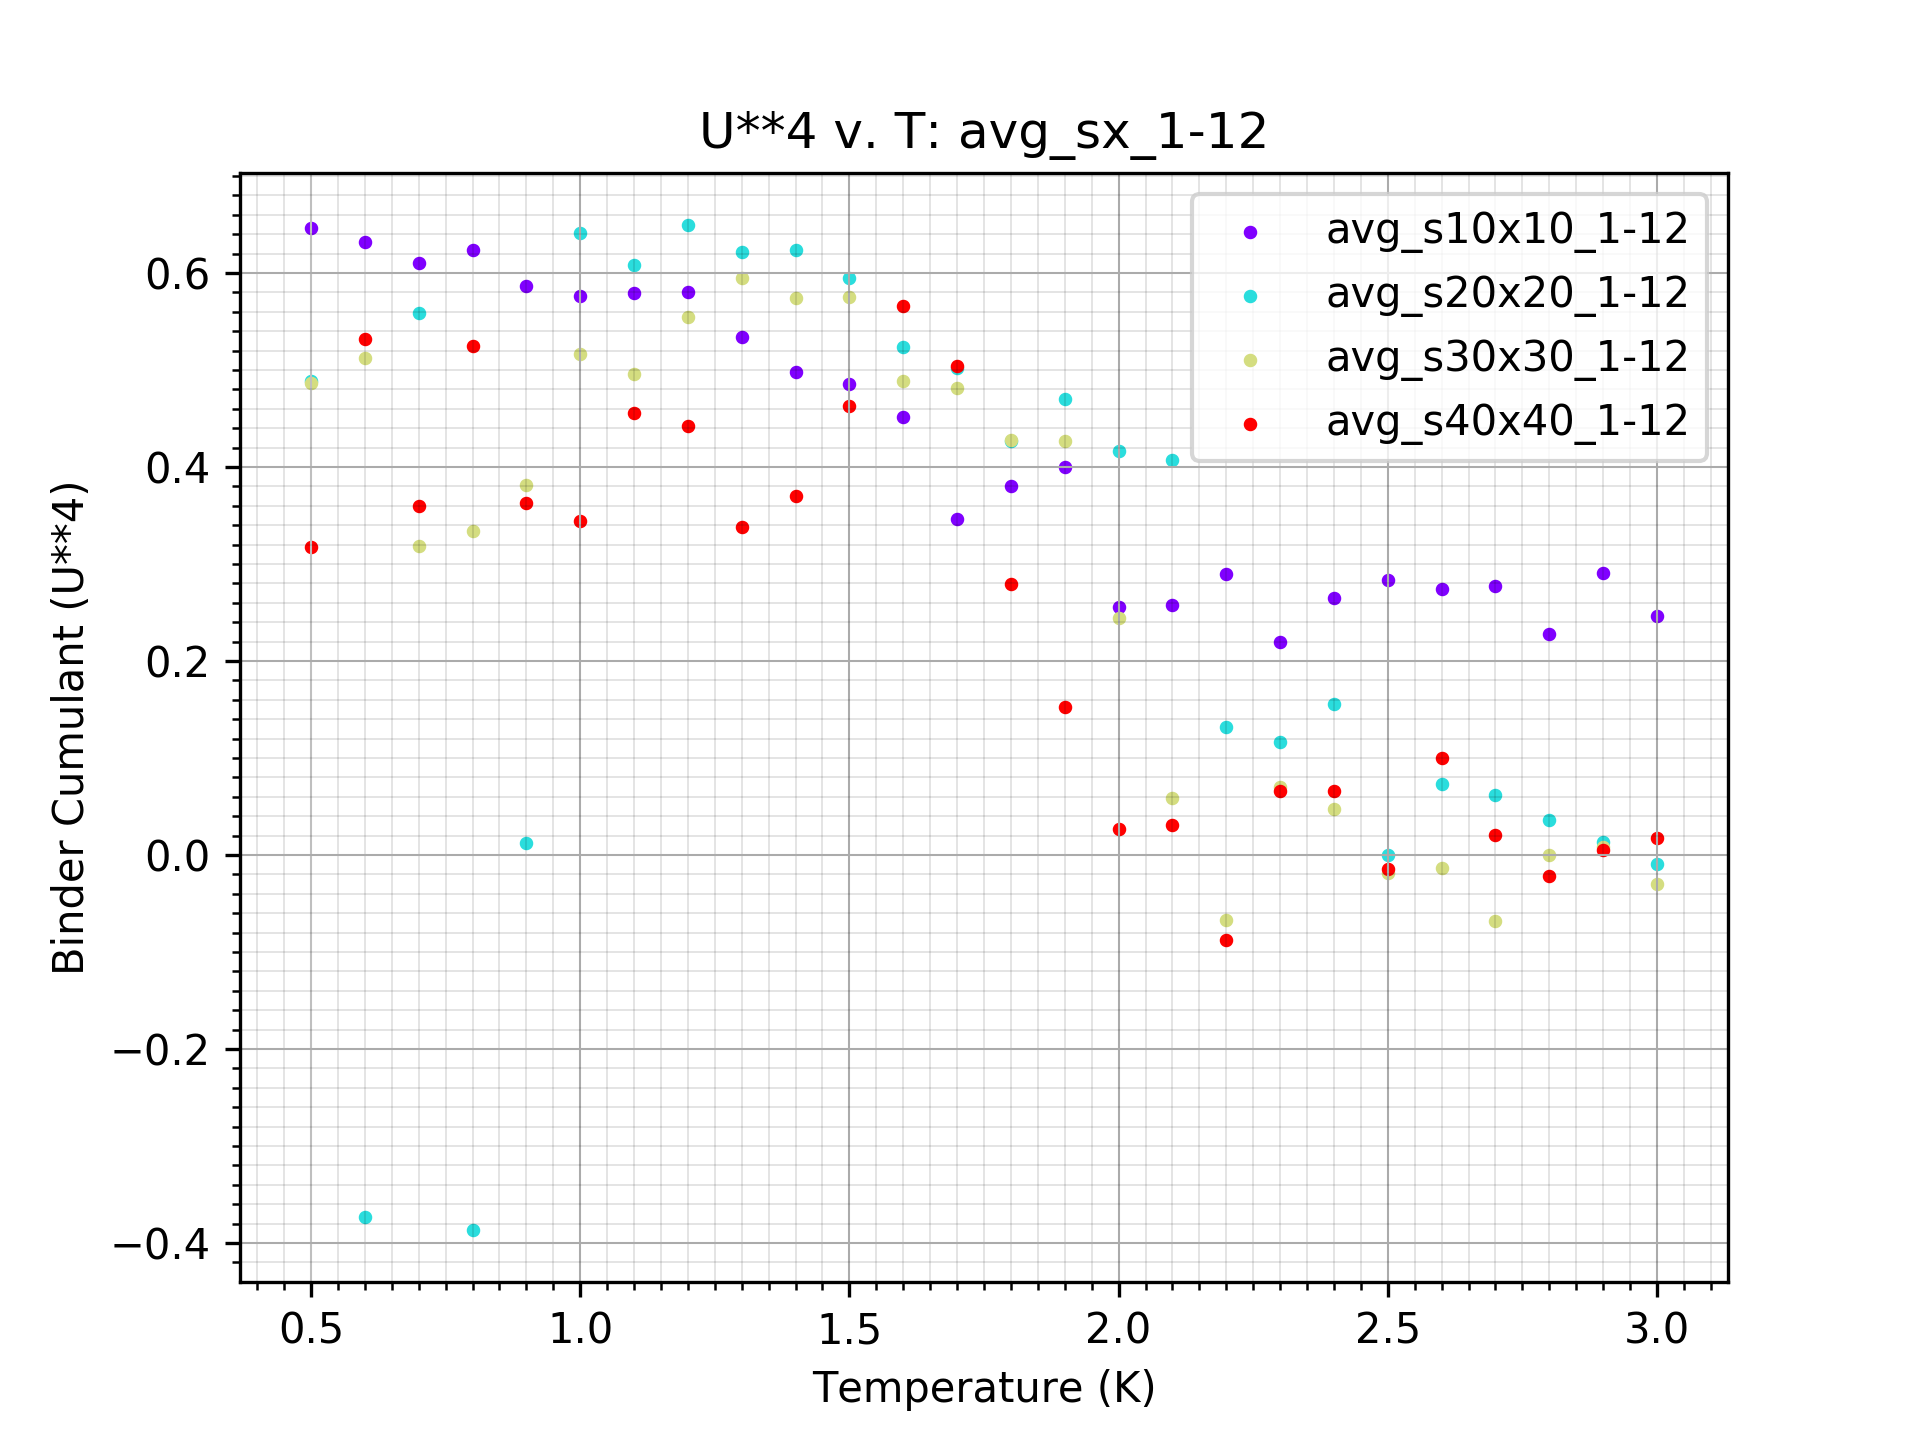 U**4 v. T: avg_sx_1-12
avg_s10x10_1-12
avg_s20x20_1-12
avg_s30x30_1-12
avg_s40x40_1-12
Binder Cumulant (U**4)
0.6
0.4
0.2
0.0
−0.2
−0.4
0.5 1.0 1.5 2.0 2.5 3.0
Temperature (K)